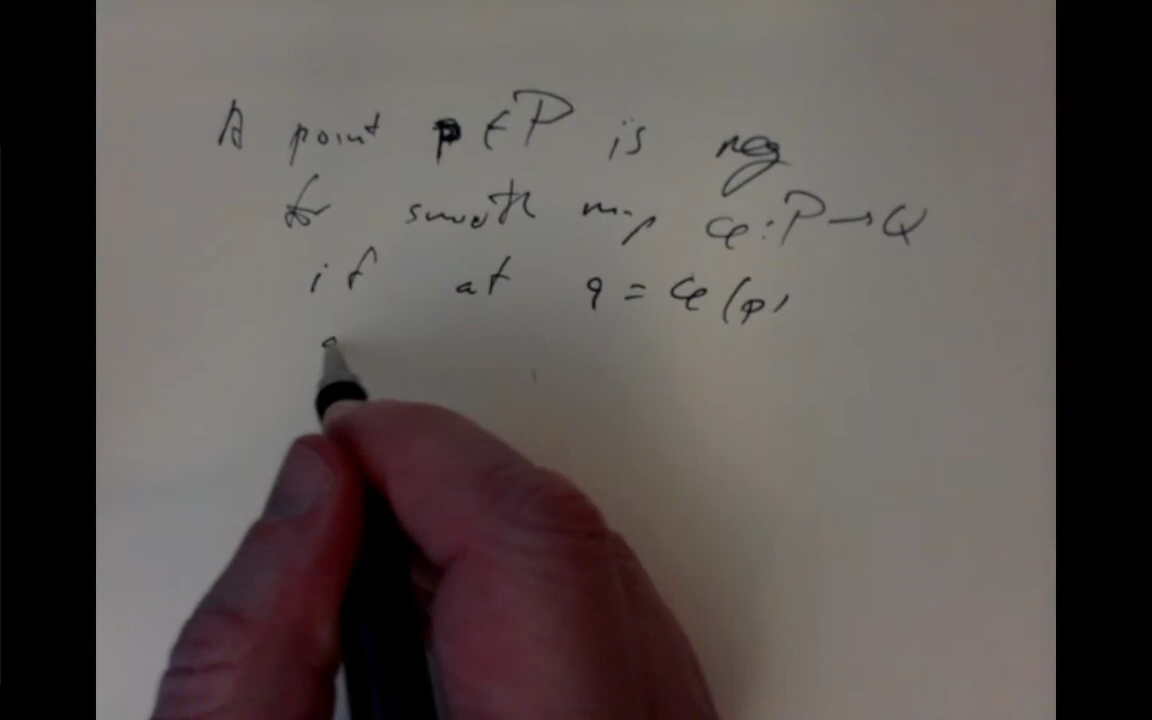 A point p ∈ P is reg
for smooth map φ: P → Q
if at q = φ(p)